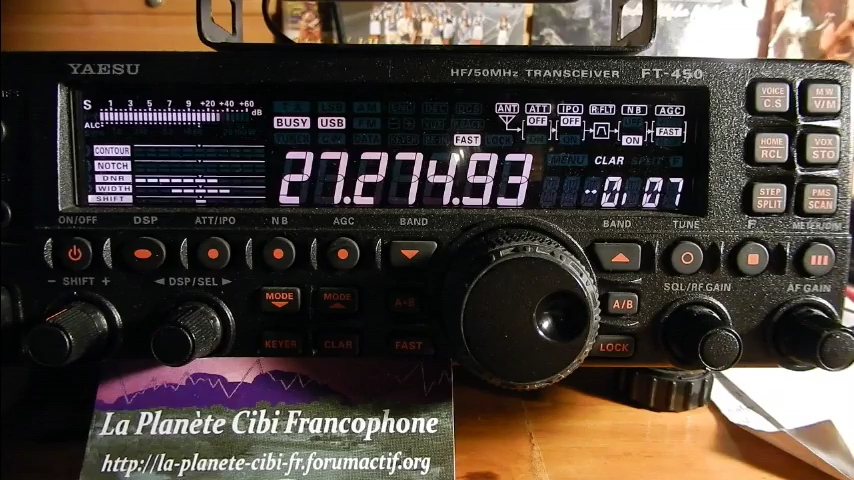 YAESU
HF/50MHz TRANSCEIVER FT-450
S 1 3 5 7 9 +20 +40 +60 dB
ALC
BUSY USB
FAST
ANT ATT IPO R.FLT NB AGC
OFF OFF
ON FAST
CONTOUR
NOTCH
DNR
WIDTH
SHIFT
27.274.93
MENU CLAR SPLIT
-0.07
VOICE C.S
M W V/M
HOME RCL
VOX STO
STEP SPLIT
PMS SCAN
ON/OFF DSP ATT/IPO NB AGC BAND
BAND TUNE F METER/DIM
- SHIFT +
DSP/SEL
MODE MODE A=B
A/B
SQL/RF GAIN
AF GAIN
KEYER CLAR FAST
LOCK
La Planète Cibi Francophone
http://la-planete-cibi-fr.forumactif.org